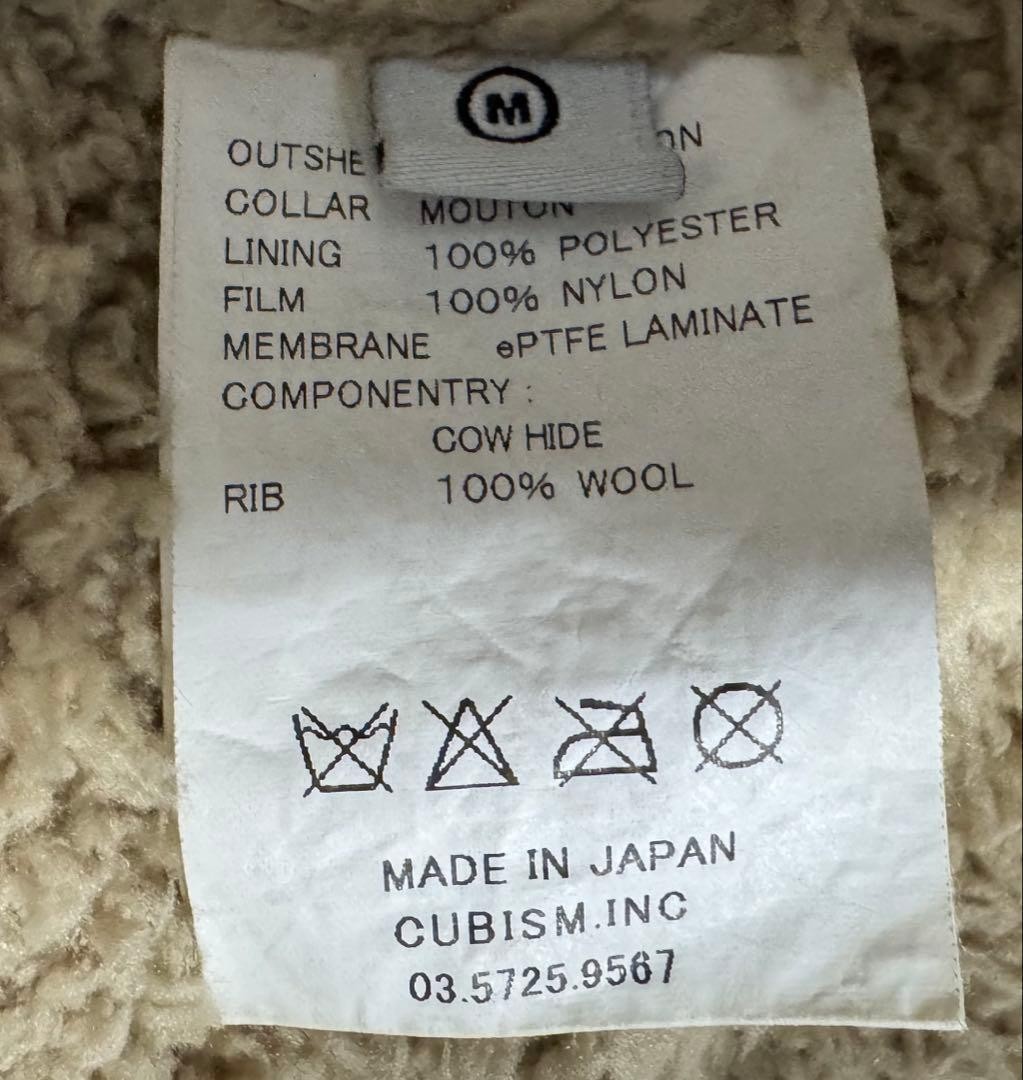 M
OUTSHE
COLLAR MOUTON
LINING 100% POLYESTER
FILM 100% NYLON
MEMBRANE ePTFE LAMINATE
COMPONENTRY :
COW HIDE
RIB 100% WOOL
MADE IN JAPAN
CUBISM.INC
03.5725.9567